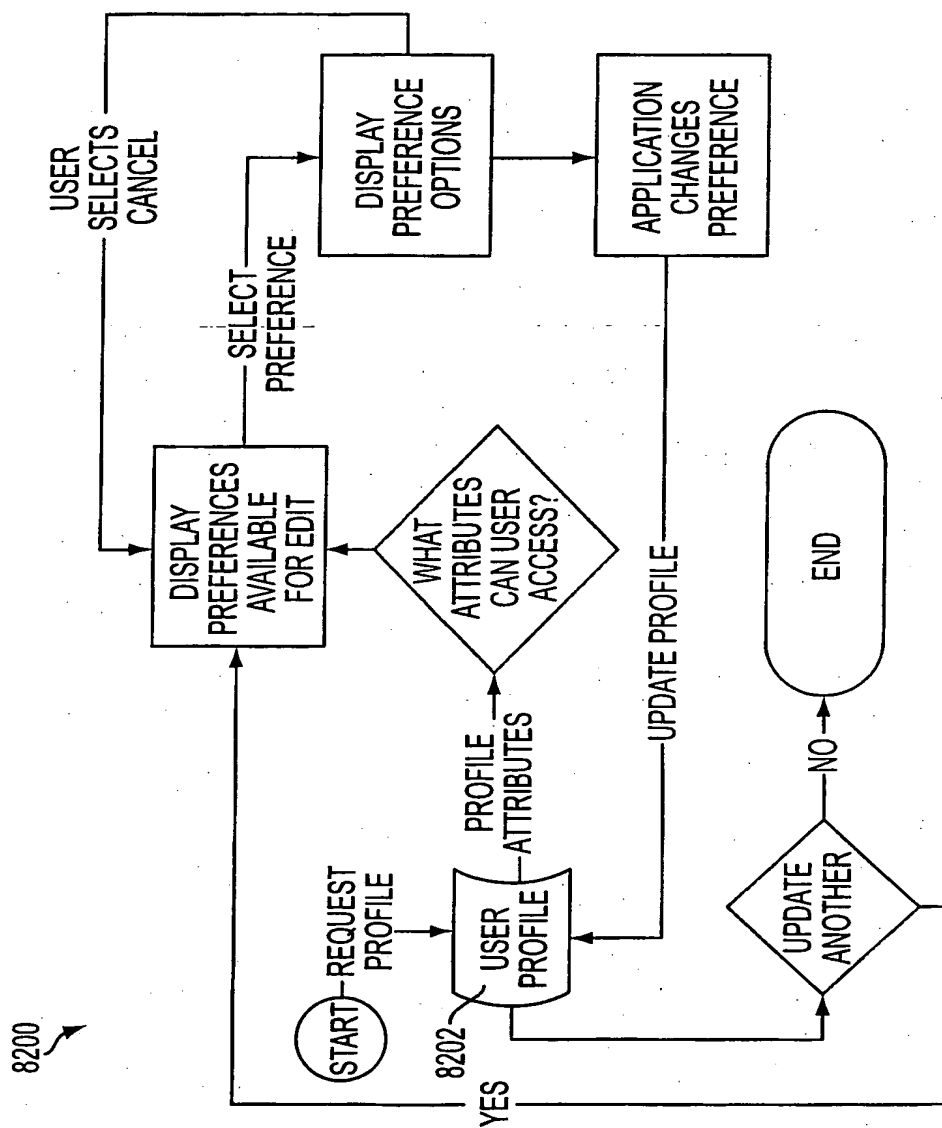 8200
START
REQUEST
PROFILE
8202
USER
PROFILE
PROFILE
ATTRIBUTES
WHAT
ATTRIBUTES
CAN USER
ACCESS?
DISPLAY
PREFERENCES
AVAILABLE
FOR EDIT
SELECT
PREFERENCE
USER
SELECTS
CANCEL
DISPLAY
PREFERENCE
OPTIONS
APPLICATION
CHANGES
PREFERENCE
UPDATE PROFILE
UPDATE
ANOTHER
YES
NO
END